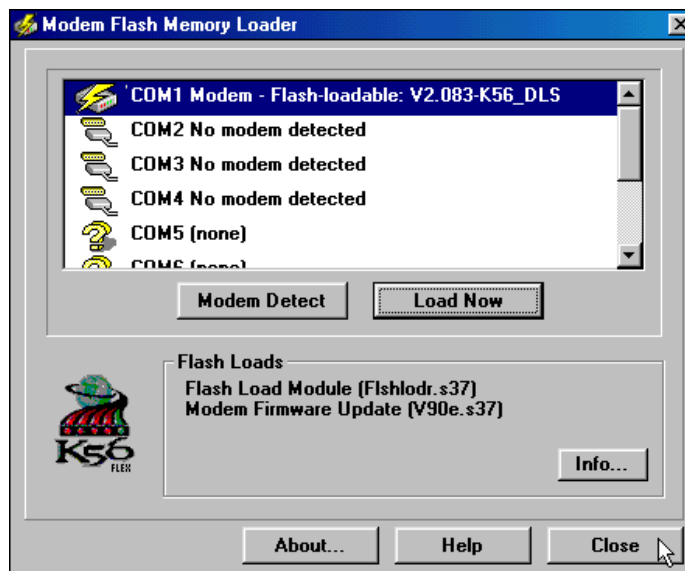 Modem Flash Memory Loader
'COM1 Modem - Flash-loadable: V2.083-K56_DLS
COM2 No modem detected
COM3 No modem detected
COM4 No modem detected
COM5 (none)
COM6 (none)
Modem Detect
Load Now
Flash Loads
Flash Load Module (Flshlodr.s37)
Modem Firmware Update (V90e.s37)
K56
FLEX
Info...
About...
Help
Close